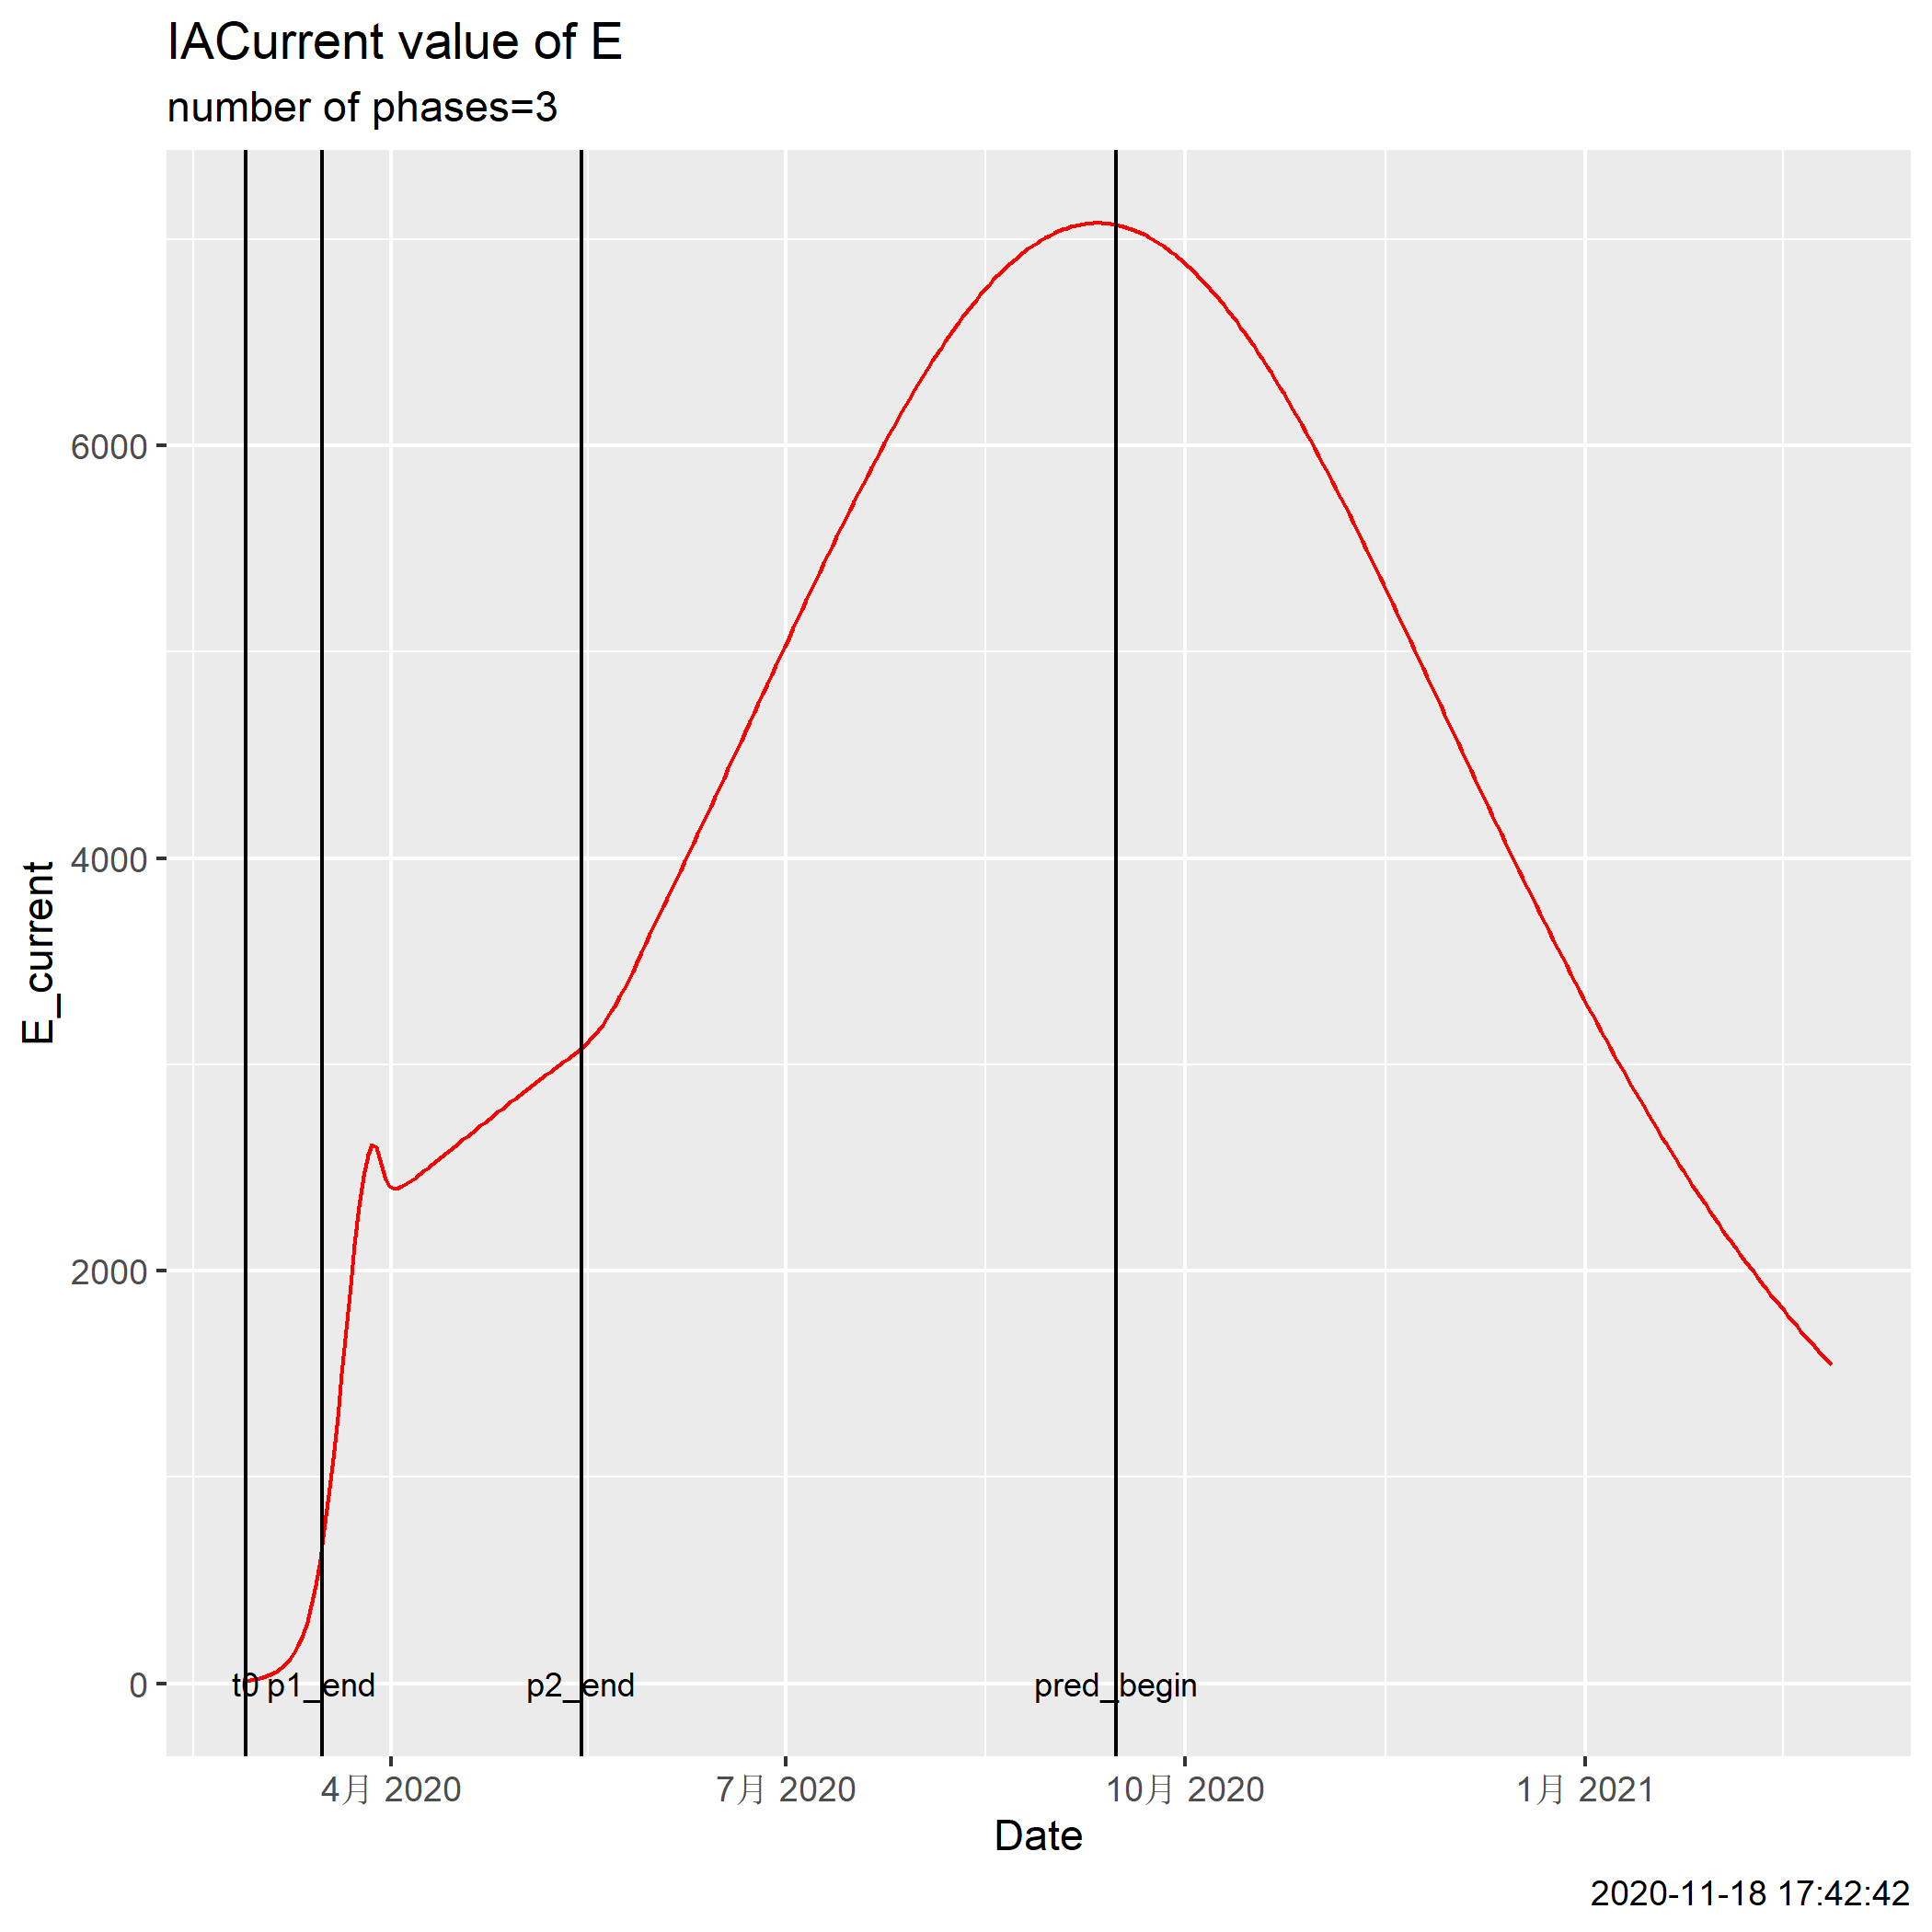 IACurrent value of E
number of phases=3
E_current
6000
4000
2000
0
t0 p1_end p2_end pred_begin
4月 2020 7月 2020 10月 2020 1月 2021
Date
2020-11-18 17:42:42